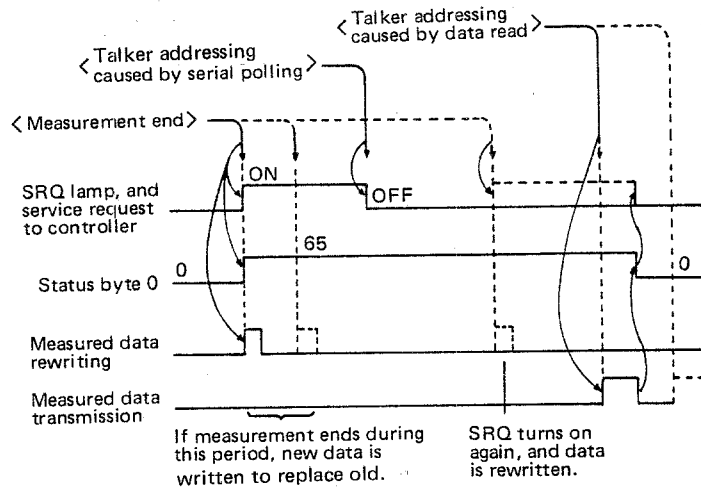 < Talker addressing
caused by data read >
< Talker addressing
caused by serial polling >
< Measurement end >
ON
SRQ lamp, and
service request
to controller
OFF
65
0
0
Status byte 0
Measured data
rewriting
Measured data
transmission
If measurement ends during
this period, new data is
written to replace old.
SRQ turns on
again, and data
is rewritten.